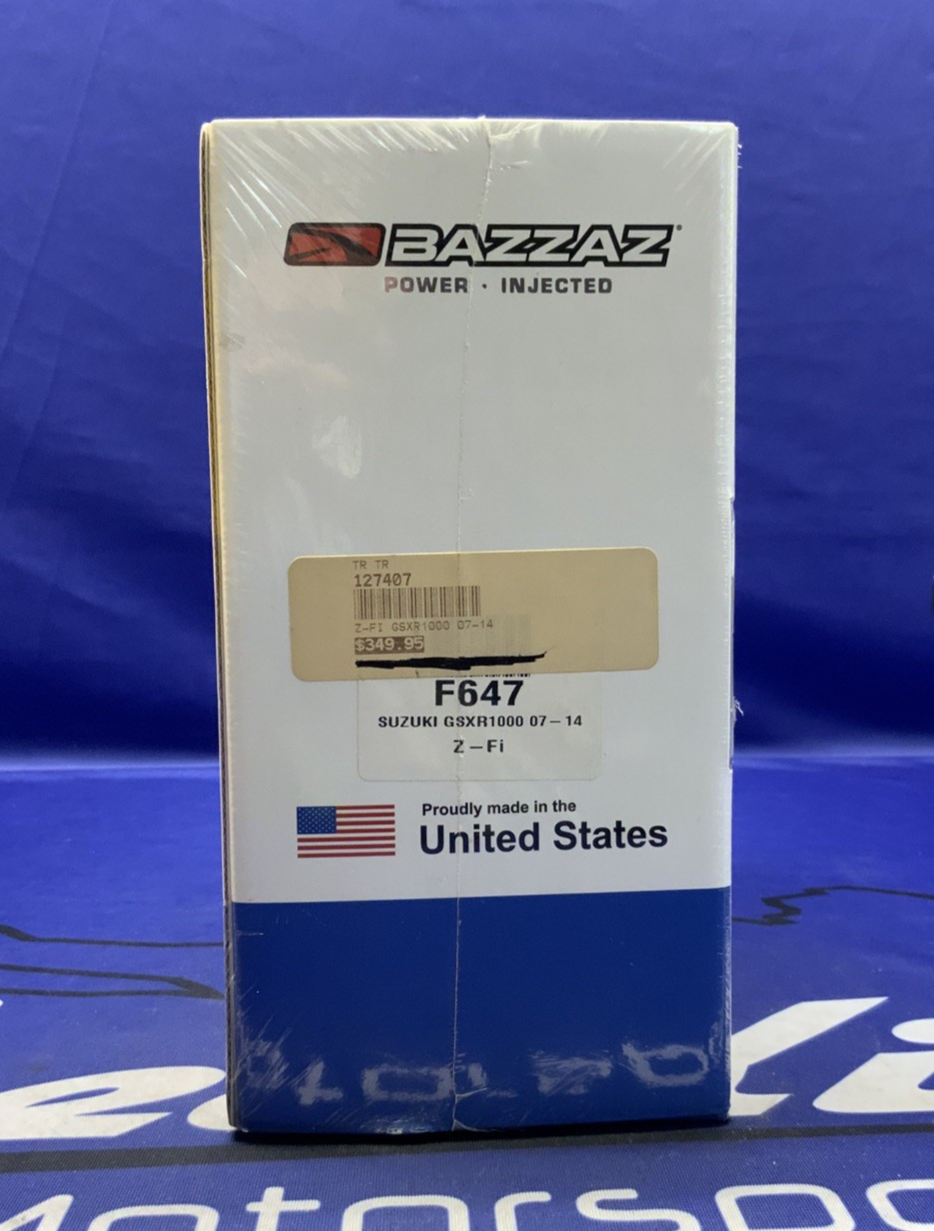 BAZZAZ
POWER · INJECTED
TR TR
127407
Z-FI GSXR1000 07-14
$349.95
F647
SUZUKI GSXR1000 07-14
Z-Fi
Proudly made in the
United States